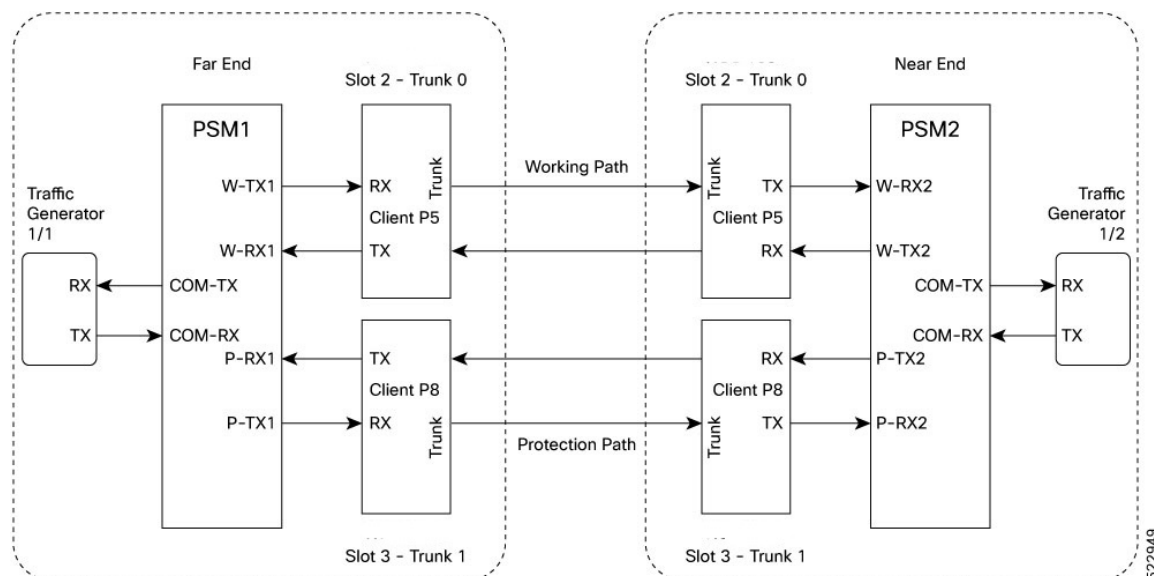 Far End
Near End
Slot 2 - Trunk 0
Slot 2 - Trunk 0
PSM1
PSM2
Working Path
W-TX1
RX
Trunk
Trunk
TX
W-RX2
Traffic
Generator
1/1
Client P5
Client P5
Traffic
Generator
1/2
W-RX1
TX
RX
W-TX2
RX
COM-TX
COM-TX
RX
TX
COM-RX
COM-RX
TX
P-RX1
TX
RX
P-TX2
Client P8
Client P8
P-TX1
RX
Trunk
Trunk
TX
P-RX2
Protection Path
Slot 3 - Trunk 1
Slot 3 - Trunk 1
522949